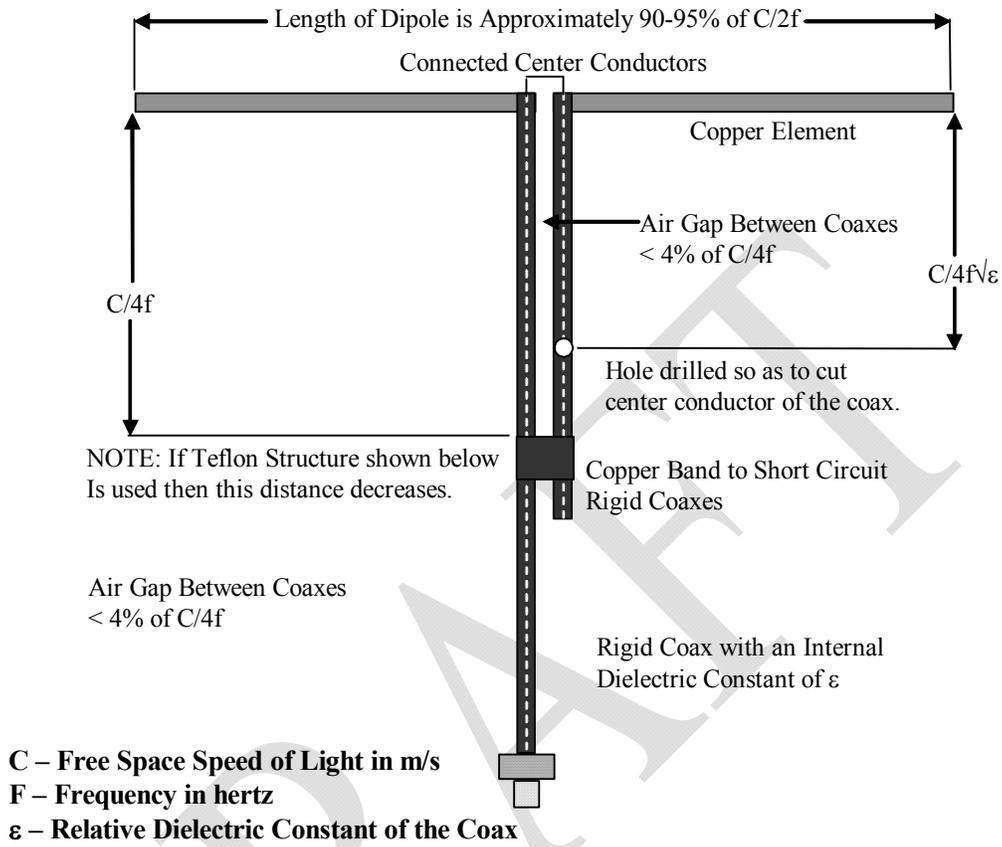 Length of Dipole is Approximately 90-95% of C/2f
Connected Center Conductors
Copper Element
Air Gap Between Coaxes
< 4% of C/4f
C/4f√ε
C/4f
Hole drilled so as to cut
center conductor of the coax.
NOTE: If Teflon Structure shown below
Is used then this distance decreases.
Copper Band to Short Circuit
Rigid Coaxes
Air Gap Between Coaxes
< 4% of C/4f
Rigid Coax with an Internal
Dielectric Constant of ε
C – Free Space Speed of Light in m/s
F – Frequency in hertz
ε – Relative Dielectric Constant of the Coax
DRAFT